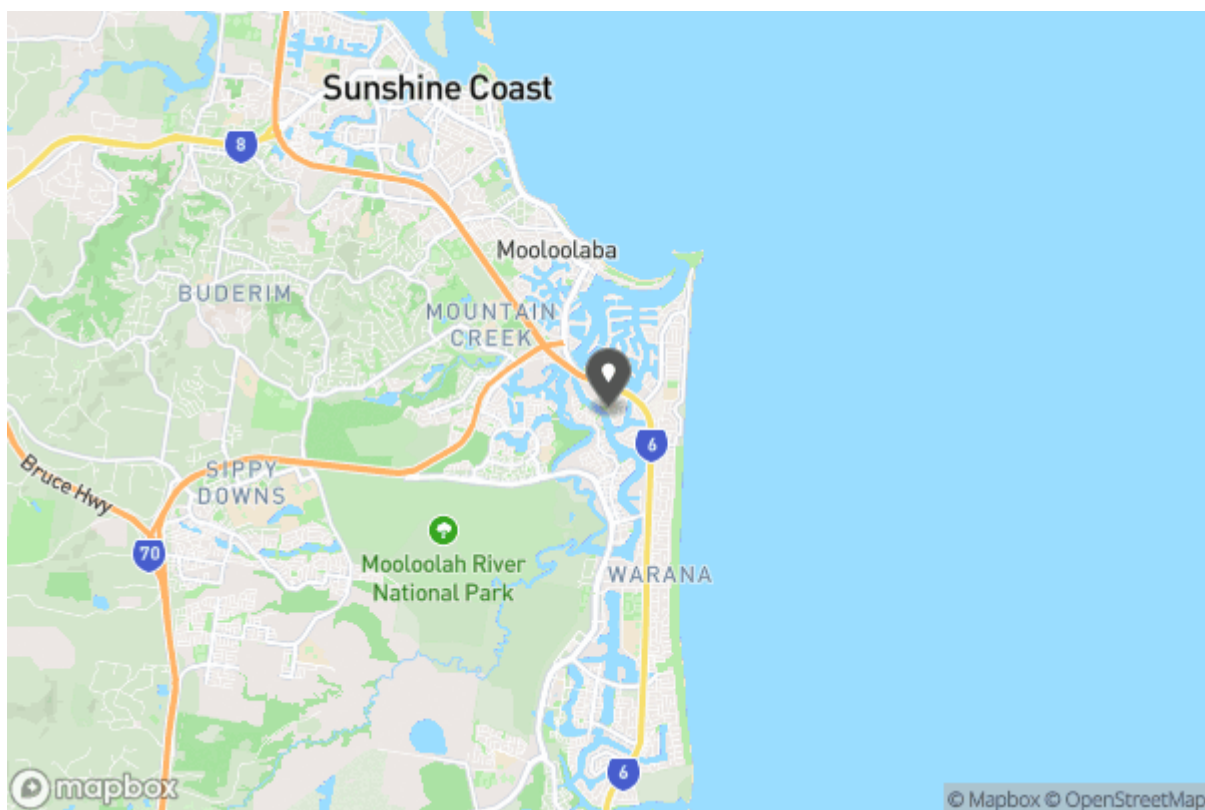 Sunshine Coast
8
Mooloolaba
BUDERIM
MOUNTAIN
CREEK
6
Bruce Hwy
SIPPY
DOWNS
70
Mooloolah River
National Park
WARANA
6
mapbox
© Mapbox © OpenStreetMap